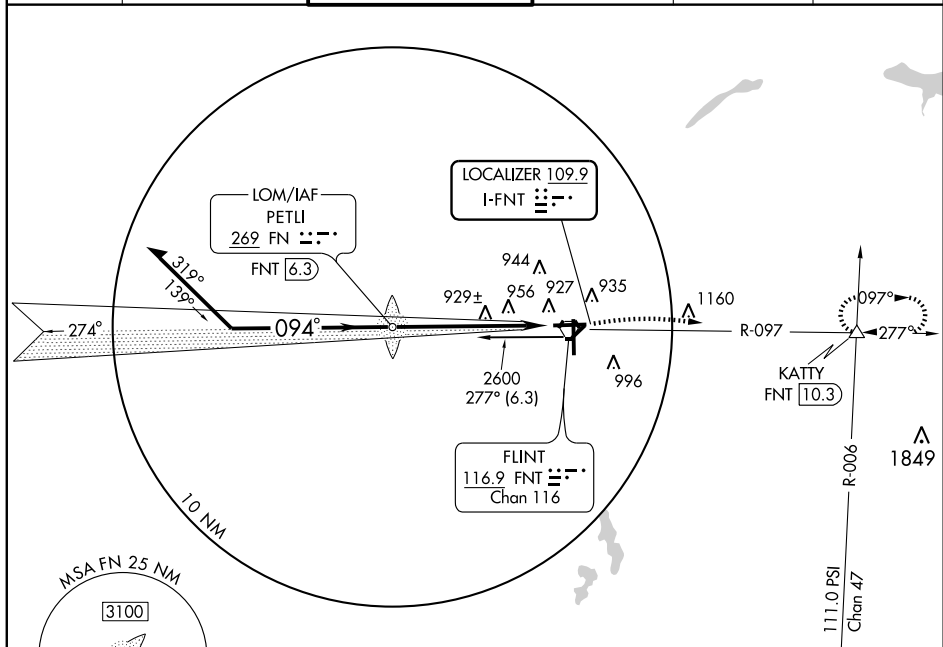 LOCALIZER 109.9
I-FNT
LOM/IAF
PETLI
269 FN
FNT 6.3
319°
139°
944
956
927
935
929±
1160
274°
094°
R-097
097°
277°
2600
277° (6.3)
996
KATTY
FNT 10.3
FLINT
116.9 FNT
Chan 116
1849
R-006
10 NM
MSA FN 25 NM
3100
111.0 PSI
Chan 47